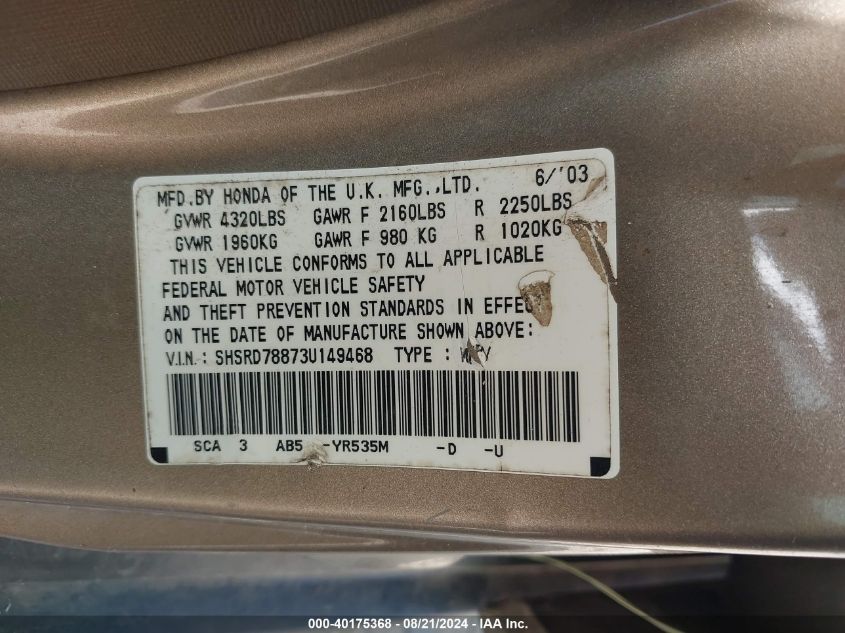 MFD.BY HONDA OF THE U.K. MFG.,LTD. 6/'03
GVWR 4320LBS GAWR F 2160LBS R 2250LBS
GVWR 1960KG GAWR F 980 KG R 1020KG
THIS VEHICLE CONFORMS TO ALL APPLICABLE
FEDERAL MOTOR VEHICLE SAFETY
AND THEFT PREVENTION STANDARDS IN EFFEC
ON THE DATE OF MANUFACTURE SHOWN ABOVE:
V.I.N.: SHSRD78873U149468 TYPE : MPV
SCA 3 AB5 -YR535M -D -U
000-40175368 - 08/21/2024 - IAA Inc.